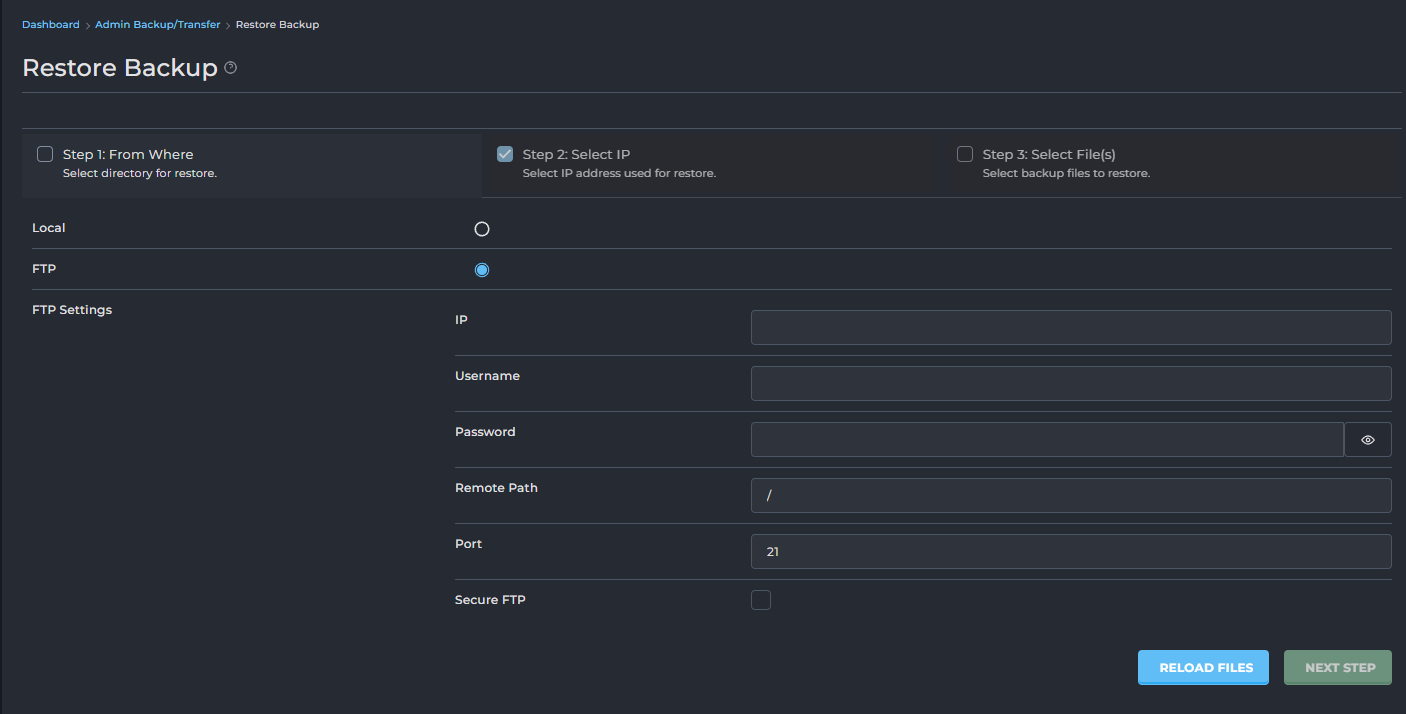 Dashboard > Admin Backup/Transfer > Restore Backup
Restore Backup
Step 1: From Where
Select directory for restore.
Step 2: Select IP
Select IP address used for restore.
Step 3: Select File(s)
Select backup files to restore.
Local
FTP
FTP Settings
IP
Username
Password
Remote Path
/
Port
21
Secure FTP
RELOAD FILES
NEXT STEP